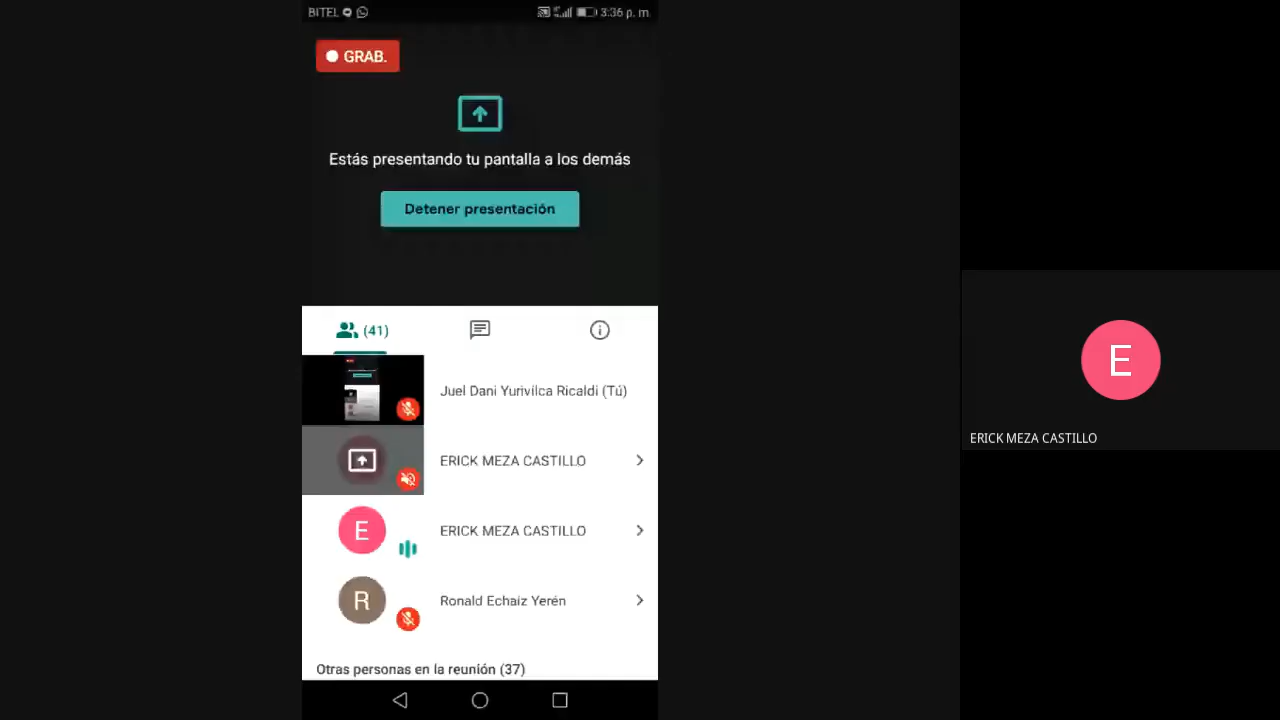 BITEL
3:36 p. m.
GRAB.
Estás presentando tu pantalla a los demás
Detener presentación
(41)
Juel Dani Yurivilca Ricaldi (Tú)
ERICK MEZA CASTILLO
E
ERICK MEZA CASTILLO
R
Ronald Echaiz Yerén
Otras personas en la reunión (37)
E
ERICK MEZA CASTILLO